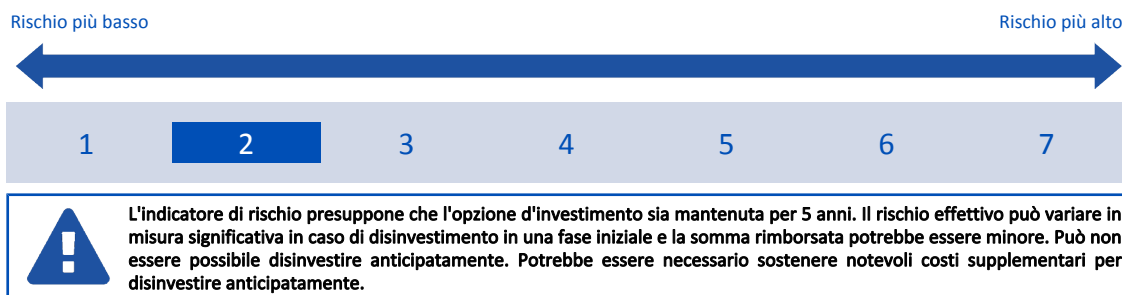 Rischio più basso Rischio più alto
1 2 3 4 5 6 7
L'indicatore di rischio presuppone che l'opzione d'investimento sia mantenuta per 5 anni. Il rischio effettivo può variare in
misura significativa in caso di disinvestimento in una fase iniziale e la somma rimborsata potrebbe essere minore. Può non
essere possibile disinvestire anticipatamente. Potrebbe essere necessario sostenere notevoli costi supplementari per
disinvestire anticipatamente.